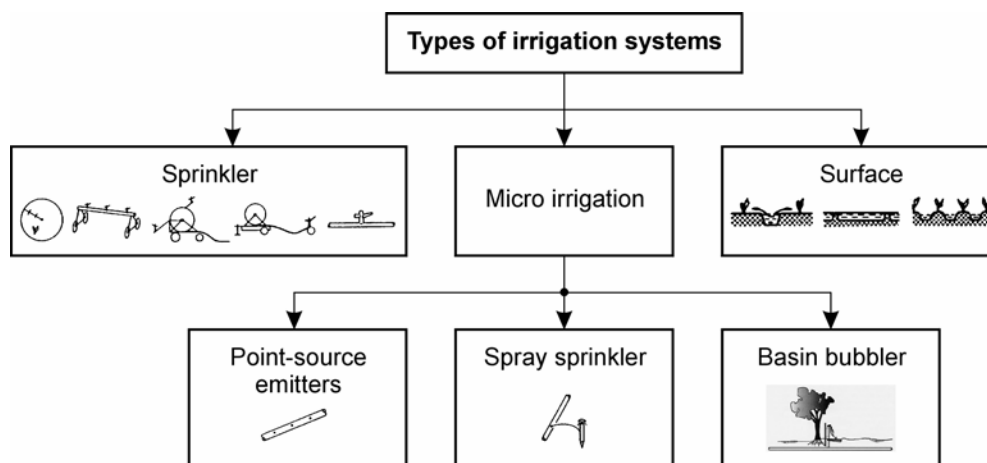 Types of irrigation systems
Sprinkler
Micro irrigation
Surface
Point-source
emitters
Spray sprinkler
Basin bubbler